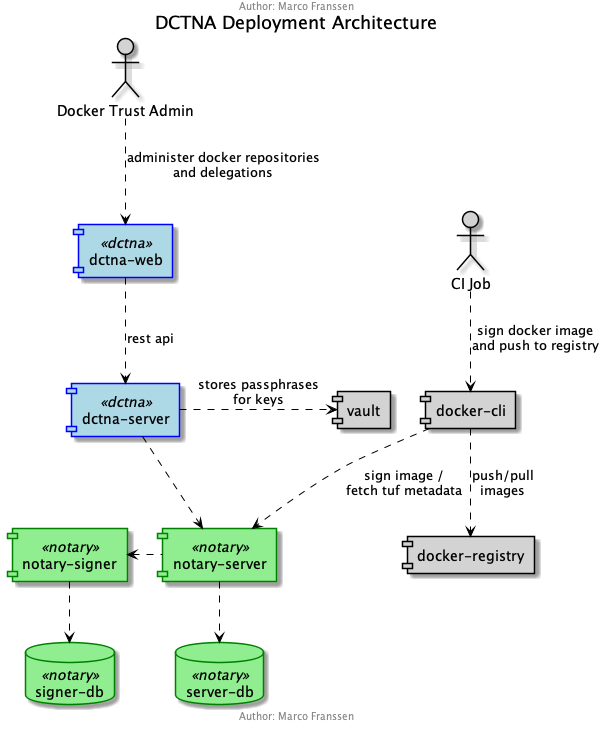 Author: Marco Franssen
DCTNA Deployment Architecture
Docker Trust Admin
administer docker repositories
and delegations
«dctna»
dctna-web
CI Job
rest api
sign docker image
and push to registry
«dctna»
dctna-server
stores passphrases
for keys
vault
docker-cli
sign image /
fetch tuf metadata
push/pull
images
«notary»
notary-signer
«notary»
notary-server
docker-registry
«notary»
signer-db
«notary»
server-db
Author: Marco Franssen